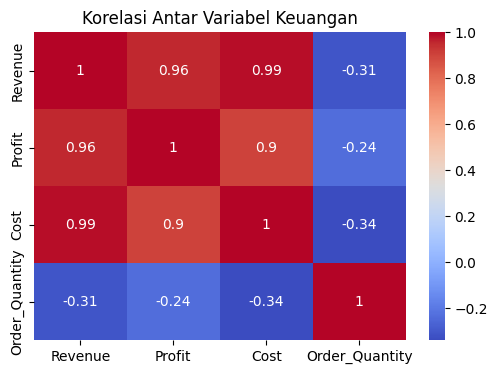 Korelasi Antar Variabel Keuangan
Revenue 1 0.96 0.99 -0.31
Profit 0.96 1 0.9 -0.24
Cost 0.99 0.9 1 -0.34
Order_Quantity -0.31 -0.24 -0.34 1
Revenue Profit Cost Order_Quantity
1.0
0.8
0.6
0.4
0.2
0.0
−0.2